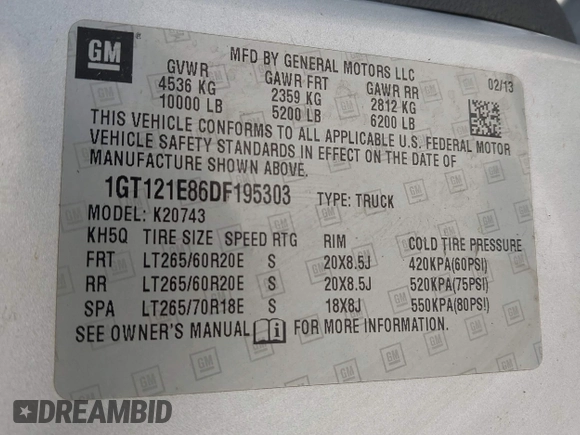 GM
MFD BY GENERAL MOTORS LLC
GVWR GAWR FRT GAWR RR 02/13
4536 KG 2359 KG 2812 KG
10000 LB 5200 LB 6200 LB
THIS VEHICLE CONFORMS TO ALL APPLICABLE U.S. FEDERAL MOTOR
VEHICLE SAFETY STANDARDS IN EFFECT ON THE DATE OF
MANUFACTURE SHOWN ABOVE.
1GT121E86DF195303 TYPE: TRUCK
MODEL: K20743
KH5Q TIRE SIZE SPEED RTG RIM COLD TIRE PRESSURE
FRT LT265/60R20E S 20X8.5J 420KPA(60PSI)
RR LT265/60R20E S 20X8.5J 520KPA(75PSI)
SPA LT265/70R18E S 18X8J 550KPA(80PSI)
SEE OWNER'S MANUAL i FOR MORE INFORMATION.
DREAMBID